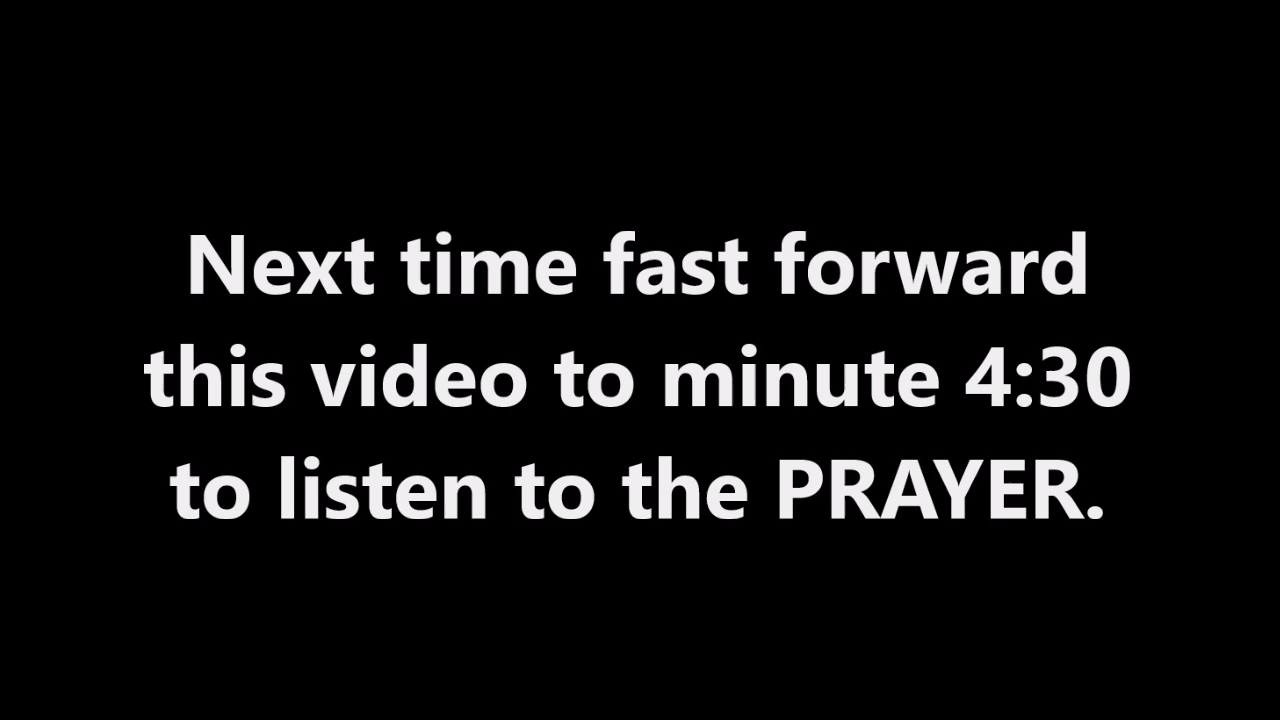 Next time fast forward
this video to minute 4:30
to listen to the PRAYER.